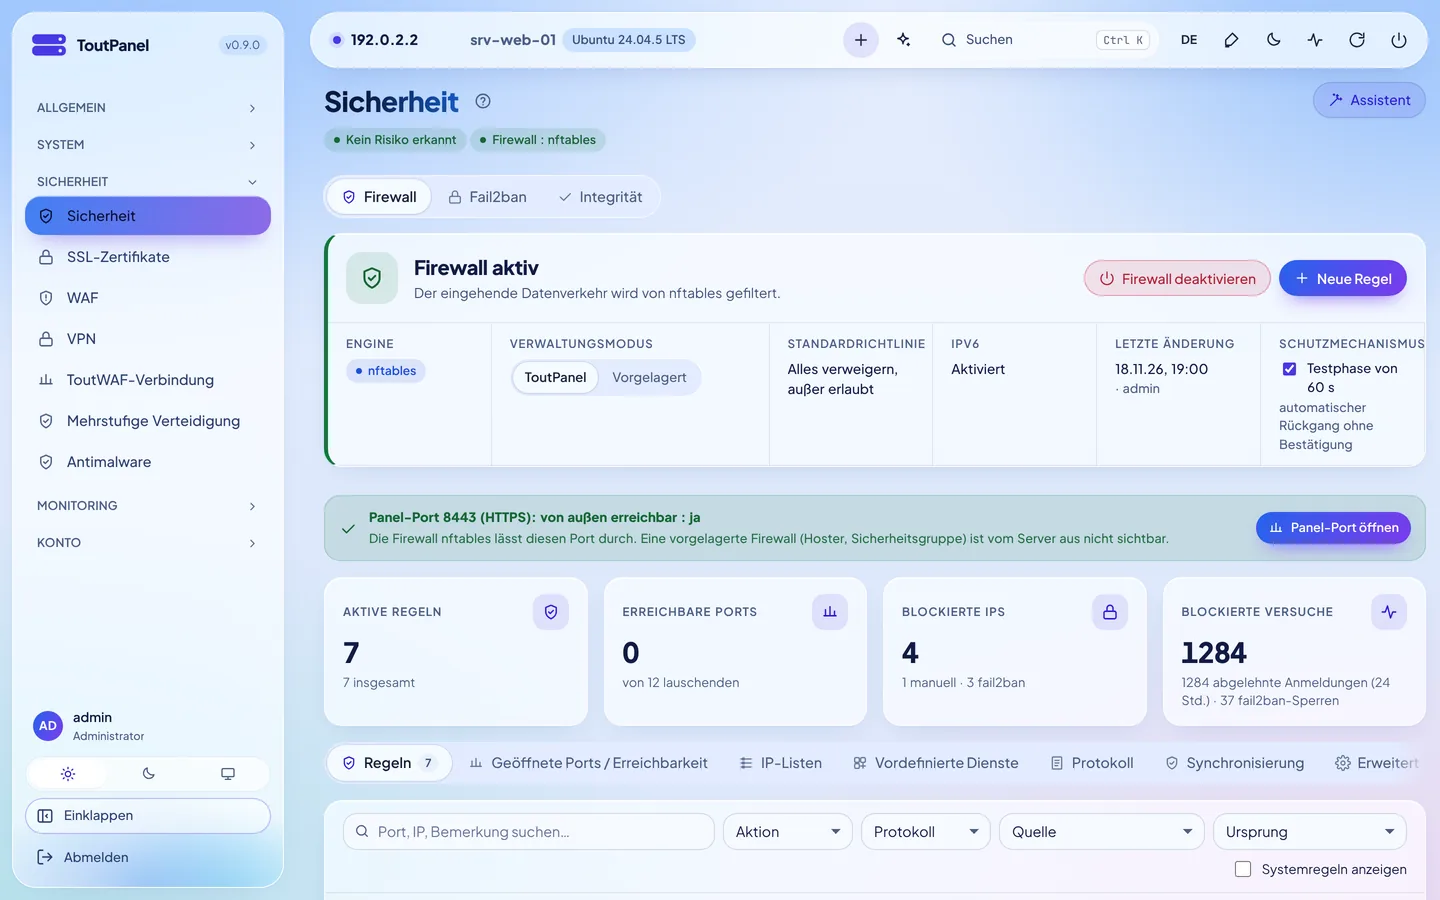 ToutPanel
v0.9.0
192.0.2.2
srv-web-01
Ubuntu 24.04.5 LTS
Suchen
Ctrl K
DE
ALLGEMEIN
SYSTEM
SICHERHEIT
Sicherheit
SSL-Zertifikate
WAF
VPN
ToutWAF-Verbindung
Mehrstufige Verteidigung
Antimalware
MONITORING
KONTO
AD
admin
Administrator
Einklappen
Abmelden
Sicherheit
Assistent
Kein Risiko erkannt
Firewall : nftables
Firewall
Fail2ban
Integrität
Firewall aktiv
Der eingehende Datenverkehr wird von nftables gefiltert.
Firewall deaktivieren
Neue Regel
ENGINE
nftables
VERWALTUNGSMODUS
ToutPanel
Vorgelagert
STANDARDRICHTLINIE
Alles verweigern,
außer erlaubt
IPV6
Aktiviert
LETZTE ÄNDERUNG
18.11.26, 19:00
· admin
SCHUTZMECHANISMUS
Testphase von
60 s
automatischer
Rückgang ohne
Bestätigung
Panel-Port 8443 (HTTPS): von außen erreichbar : ja
Die Firewall nftables lässt diesen Port durch. Eine vorgelagerte Firewall (Hoster, Sicherheitsgruppe) ist vom Server aus nicht sichtbar.
Panel-Port öffnen
AKTIVE REGELN
7
7 insgesamt
ERREICHBARE PORTS
0
von 12 lauschenden
BLOCKIERTE IPS
4
1 manuell · 3 fail2ban
BLOCKIERTE VERSUCHE
1284
1284 abgelehnte Anmeldungen (24
Std.) · 37 fail2ban-Sperren
Regeln 7
Geöffnete Ports / Erreichbarkeit
IP-Listen
Vordefinierte Dienste
Protokoll
Synchronisierung
Erweitert
Port, IP, Bemerkung suchen...
Aktion
Protokoll
Quelle
Ursprung
Systemregeln anzeigen